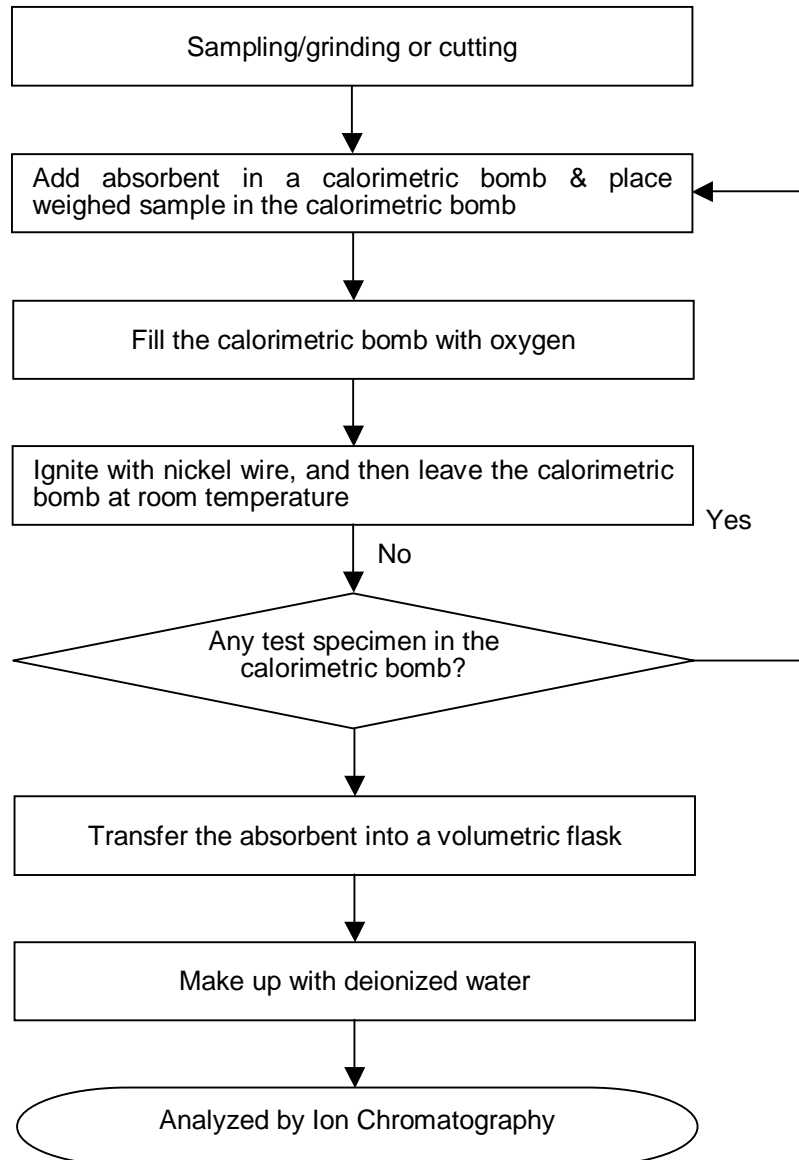 Sampling/grinding or cutting
Add absorbent in a calorimetric bomb & place
weighed sample in the calorimetric bomb
Fill the calorimetric bomb with oxygen
Ignite with nickel wire, and then leave the calorimetric
bomb at room temperature
Yes
No
Any test specimen in the
calorimetric bomb?
Transfer the absorbent into a volumetric flask
Make up with deionized water
Analyzed by Ion Chromatography